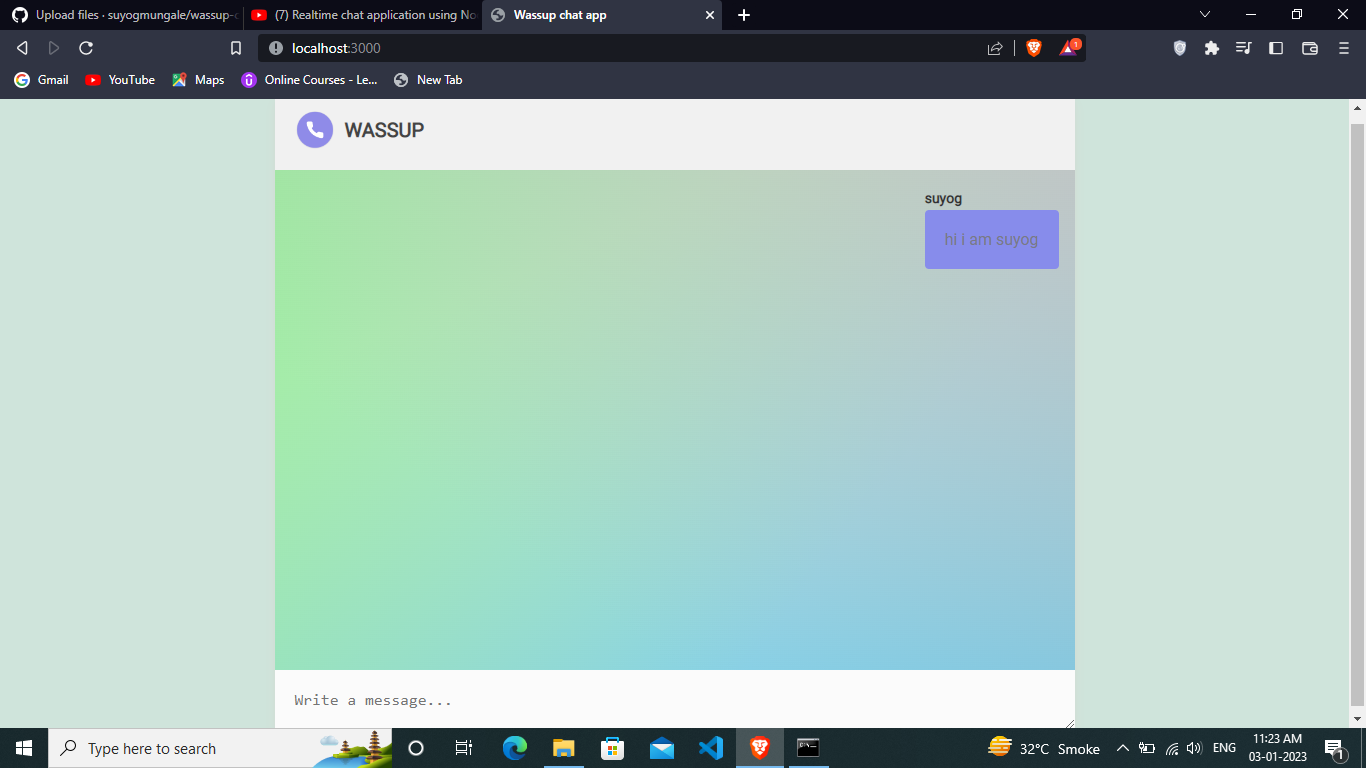 Upload files · suyogmungale/wassup-c
(7) Realtime chat application using No
Wassup chat app
localhost:3000
1
Gmail
YouTube
Maps
Online Courses - Le...
New Tab
WASSUP
suyog
hi i am suyog
Write a message...
Type here to search
32°C Smoke
ENG
11:23 AM
03-01-2023
1